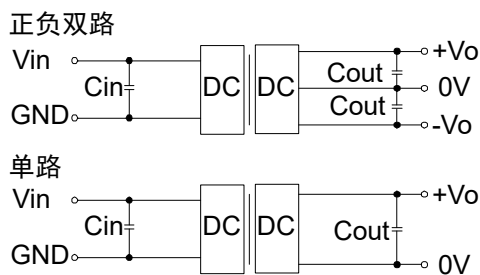 正负双路
Vin
Cin
GND
DC DC
Cout
Cout
+Vo
0V
-Vo
单路
Vin
Cin
GND
DC DC
Cout
+Vo
0V